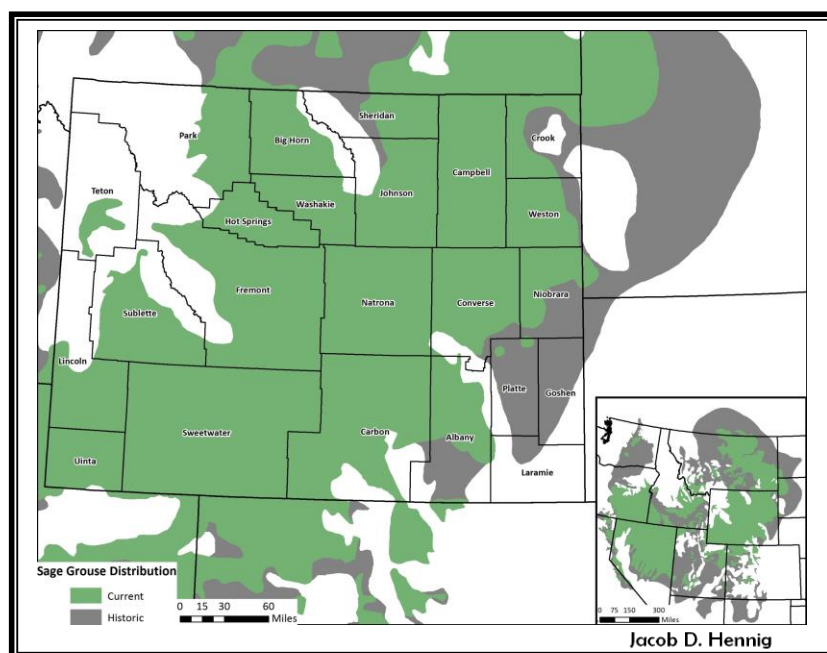 Park
Big Horn
Sheridan
Crook
Teton
Campbell
Johnson
Washakie
Hot Springs
Weston
Fremont
Natrona
Converse
Niobrara
Sublette
Lincoln
Platte
Goshen
Sweetwater
Carbon
Albany
Uinta
Laramie
Sage Grouse Distribution
Current
Historic
0 15 30 60
Miles
0 75 150 300
Miles
Jacob D. Hennig